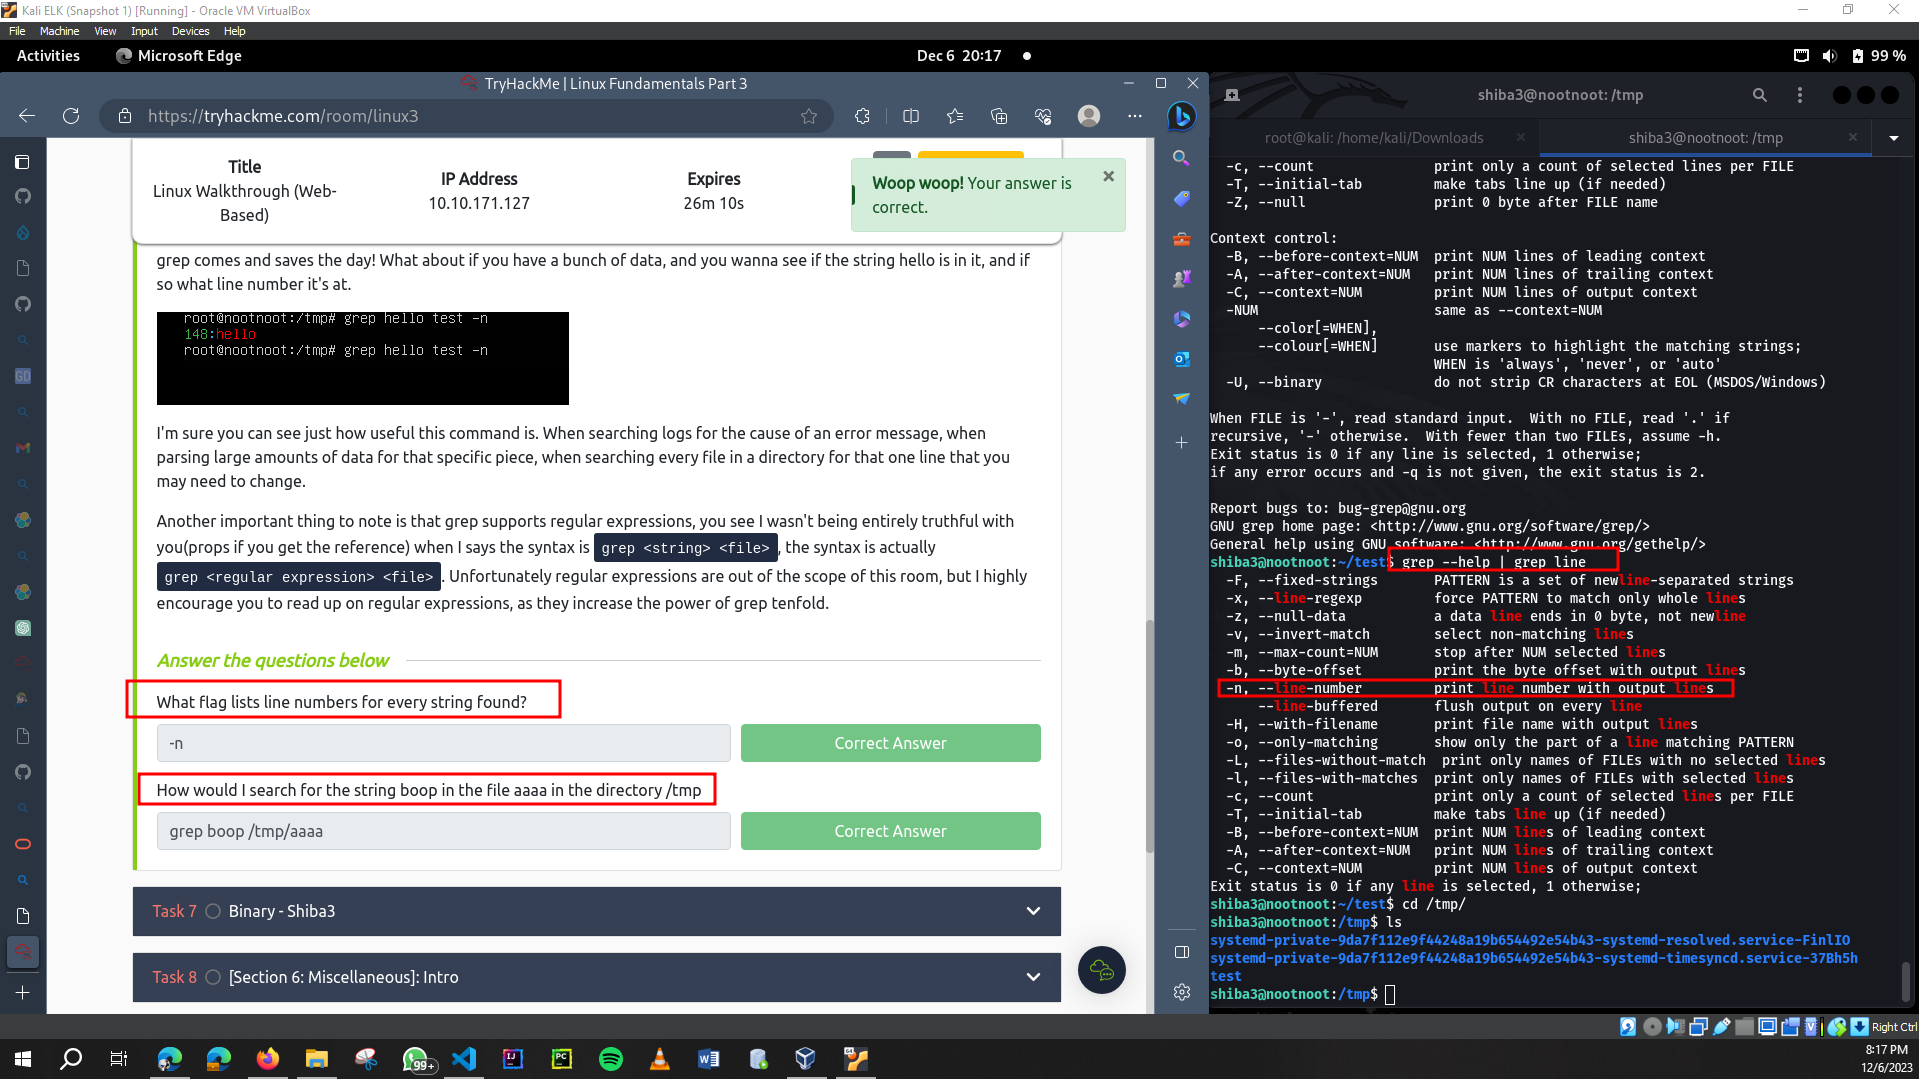 Kali ELK (Snapshot 1) [Running] - Oracle VM VirtualBox
File Machine View Input Devices Help
Activities Microsoft Edge Dec 6 20:17 99 %
TryHackMe | Linux Fundamentals Part 3
https://tryhackme.com/room/linux3
Title
Linux Walkthrough (Web-
Based)
IP Address
10.10.171.127
Expires
26m 10s
Woop woop! Your answer is
correct.
grep comes and saves the day! What about if you have a bunch of data, and you wanna see if the string hello is in it, and if
so what line number it's at.
root@nootnoot:/tmp# grep hello test -n
148:hello
root@nootnoot:/tmp# grep hello test -n
I'm sure you can see just how useful this command is. When searching logs for the cause of an error message, when
parsing large amounts of data for that specific piece, when searching every file in a directory for that one line that you
may need to change.
Another important thing to note is that grep supports regular expressions, you see I wasn't being entirely truthful with
you(props if you get the reference) when I says the syntax is grep <string> <file>, the syntax is actually
grep <regular expression> <file>. Unfortunately regular expressions are out of the scope of this room, but I highly
encourage you to read up on regular expressions, as they increase the power of grep tenfold.
Answer the questions below
What flag lists line numbers for every string found?
-n
Correct Answer
How would I search for the string boop in the file aaaa in the directory /tmp
grep boop /tmp/aaaa
Correct Answer
Task 7 Binary - Shiba3
Task 8 [Section 6: Miscellaneous]: Intro
shiba3@nootnoot: /tmp
root@kali: /home/kali/Downloads
shiba3@nootnoot: /tmp
-c, --count print only a count of selected lines per FILE
-T, --initial-tab make tabs line up (if needed)
-Z, --null print 0 byte after FILE name
Context control:
-B, --before-context=NUM print NUM lines of leading context
-A, --after-context=NUM print NUM lines of trailing context
-C, --context=NUM print NUM lines of output context
-NUM same as --context=NUM
--color[=WHEN],
--colour[=WHEN] use markers to highlight the matching strings;
WHEN is 'always', 'never', or 'auto'
-U, --binary do not strip CR characters at EOL (MSDOS/Windows)
When FILE is '-', read standard input. With no FILE, read '.' if
recursive, '-' otherwise. With fewer than two FILEs, assume -h.
Exit status is 0 if any line is selected, 1 otherwise;
if any error occurs and -q is not given, the exit status is 2.
Report bugs to: bug-grep@gnu.org
GNU grep home page: <http://www.gnu.org/software/grep/>
General help using GNU software: <http://www.gnu.org/gethelp/>
shiba3@nootnoot:~/test$ grep --help | grep line
-F, --fixed-strings PATTERN is a set of newline-separated strings
-x, --line-regexp force PATTERN to match only whole lines
-z, --null-data a data line ends in 0 byte, not newline
-v, --invert-match select non-matching lines
-m, --max-count=NUM stop after NUM selected lines
-b, --byte-offset print the byte offset with output lines
-n, --line-number print line number with output lines
--line-buffered flush output on every line
-H, --with-filename print file name with output lines
-o, --only-matching show only the part of a line matching PATTERN
-L, --files-without-match print only names of FILEs with no selected lines
-l, --files-with-matches print only names of FILEs with selected lines
-c, --count print only a count of selected lines per FILE
-T, --initial-tab make tabs line up (if needed)
-B, --before-context=NUM print NUM lines of leading context
-A, --after-context=NUM print NUM lines of trailing context
-C, --context=NUM print NUM lines of output context
Exit status is 0 if any line is selected, 1 otherwise;
shiba3@nootnoot:~/test$ cd /tmp/
shiba3@nootnoot:/tmp$ ls
systemd-private-9da7f112e9f44248a19b654492e54b43-systemd-resolved.service-FinlIO
systemd-private-9da7f112e9f44248a19b654492e54b43-systemd-timesyncd.service-37Bh5h
test
shiba3@nootnoot:/tmp$
Right Ctrl
99+
8:17 PM
12/6/2023